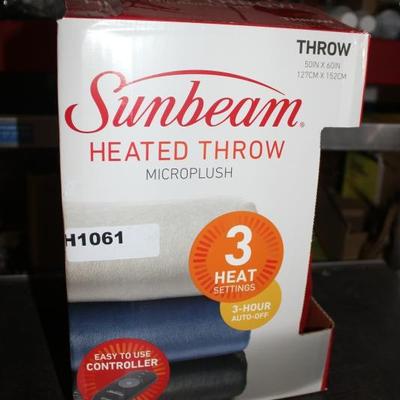 THROW
50IN X 60IN
127CM X 152CM
Sunbeam®
HEATED THROW
MICROPLUSH
H1061
3
HEAT
SETTINGS
3-HOUR
AUTO-OFF
EASY TO USE
CONTROLLER